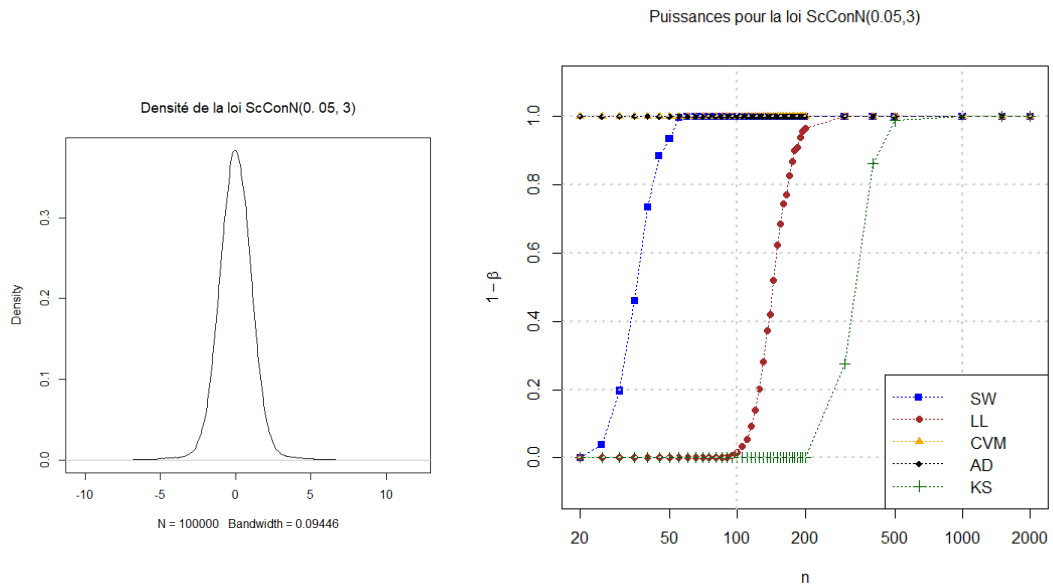 Puissances pour la loi ScConN(0.05,3)
Densité de la loi ScConN(0. 05, 3)
Density
0.0
0.1
0.2
0.3
-10
-5
0
5
10
N = 100000 Bandwidth = 0.09446
1 − β
0.0
0.2
0.4
0.6
0.8
1.0
20
50
100
200
500
1000
2000
n
SW
LL
CVM
AD
KS